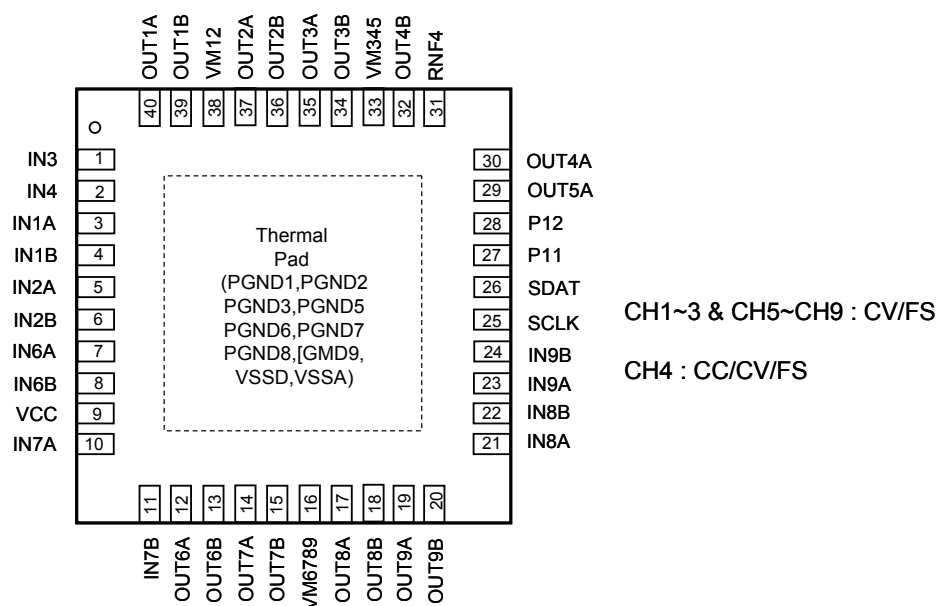 OUT1A
OUT1B
VM12
OUT2A
OUT2B
OUT3A
OUT3B
VM345
OUT4B
RNF4
40
39
38
37
36
35
34
33
32
31
IN3 1
IN4 2
IN1A 3
IN1B 4
IN2A 5
IN2B 6
IN6A 7
IN6B 8
VCC 9
IN7A 10
Thermal
Pad
(PGND1,PGND2
PGND3,PGND5
PGND6,PGND7
PGND8,[GMD9,
VSSD,VSSA)
30 OUT4A
29 OUT5A
28 P12
27 P11
26 SDAT
25 SCLK
24 IN9B
23 IN9A
22 IN8B
21 IN8A
11
12
13
14
15
16
17
18
19
20
IN7B
OUT6A
OUT6B
OUT7A
OUT7B
VM6789
OUT8A
OUT8B
OUT9A
OUT9B
CH1~3 & CH5~CH9 : CV/FS
CH4 : CC/CV/FS